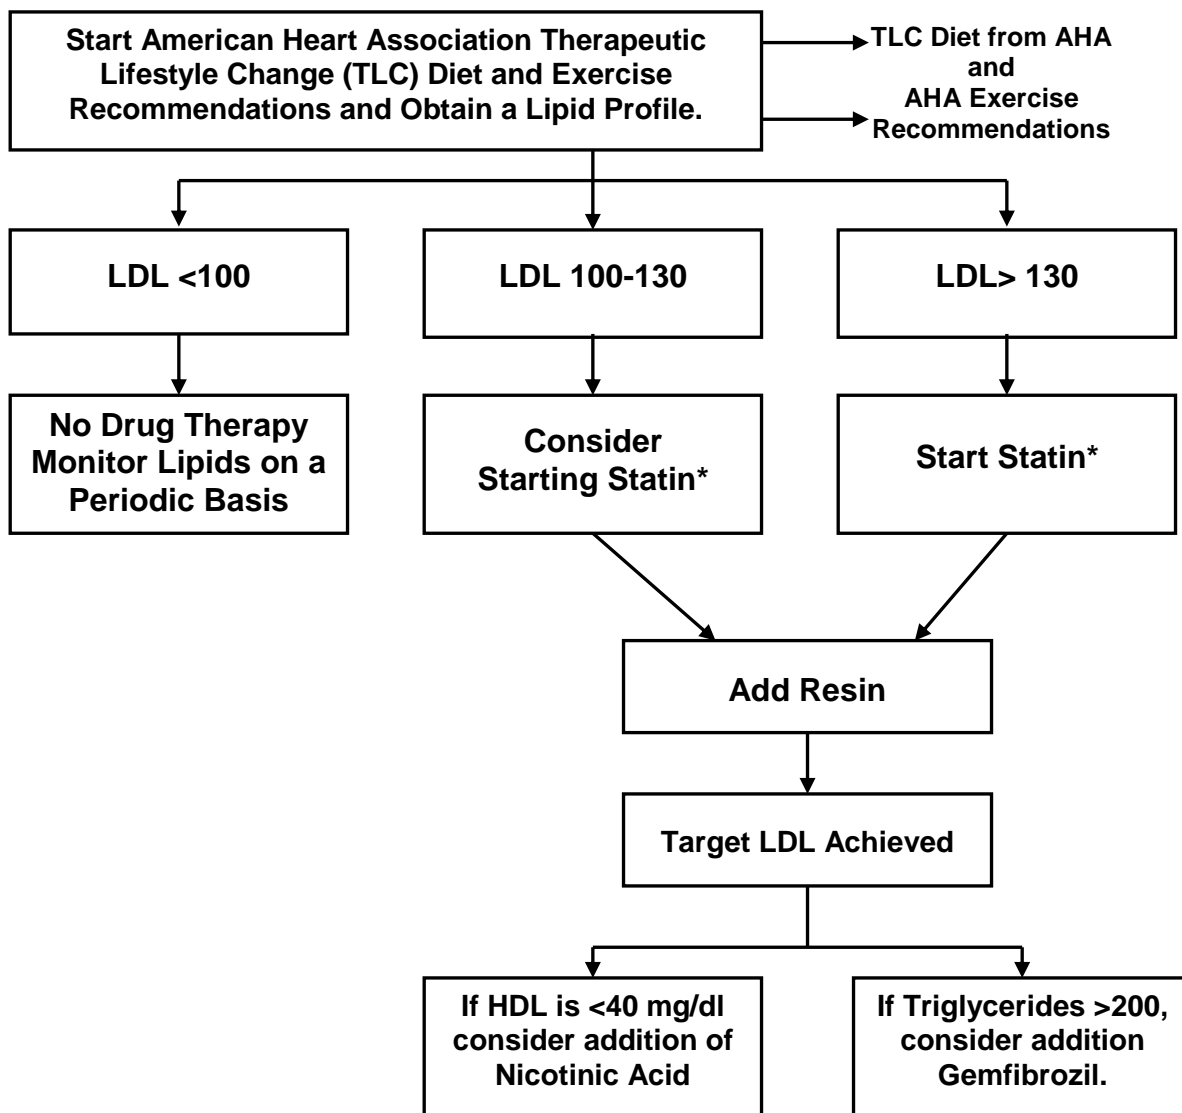 Start American Heart Association Therapeutic
Lifestyle Change (TLC) Diet and Exercise
Recommendations and Obtain a Lipid Profile.
TLC Diet from AHA
and
AHA Exercise
Recommendations
LDL <100
LDL 100-130
LDL> 130
No Drug Therapy
Monitor Lipids on a
Periodic Basis
Consider
Starting Statin*
Start Statin*
Add Resin
Target LDL Achieved
If HDL is <40 mg/dl
consider addition of
Nicotinic Acid
If Triglycerides >200,
consider addition
Gemfibrozil.